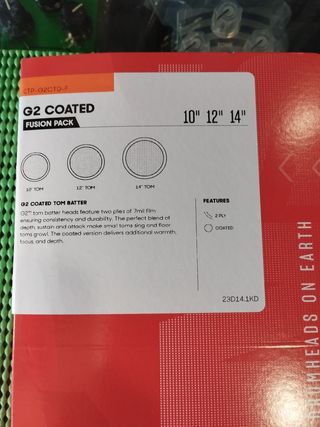 ETP-G2CTD-F
G2 COATED
FUSION PACK
10" 12" 14"
10" TOM
12" TOM
14" TOM
G2 COATED TOM BATTER
G2™ tom batter heads feature two plies of 7mil film
ensuring consistency and durability. The perfect blend of
depth, sustain and attack make small toms sing and floor
toms growl. The coated version delivers additional warmth,
focus, and depth.
FEATURES
2 PLY
COATED
23D14.1KD
DRUMHEADS ON EARTH